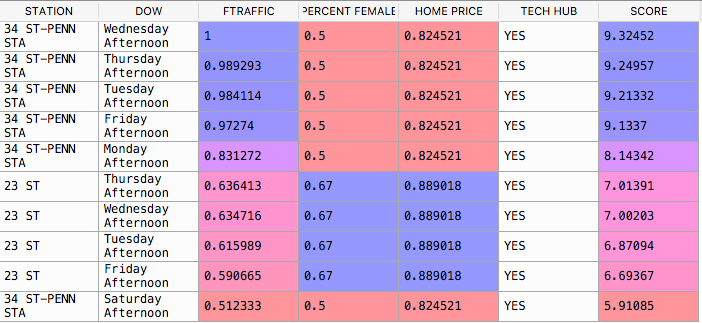 STATION DOW FTRAFFIC PERCENT FEMALE HOME PRICE TECH HUB SCORE
34 ST-PENN STA Wednesday Afternoon 1 0.5 0.824521 YES 9.32452
34 ST-PENN STA Thursday Afternoon 0.989293 0.5 0.824521 YES 9.24957
34 ST-PENN STA Tuesday Afternoon 0.984114 0.5 0.824521 YES 9.21332
34 ST-PENN STA Friday Afternoon 0.97274 0.5 0.824521 YES 9.1337
34 ST-PENN STA Monday Afternoon 0.831272 0.5 0.824521 YES 8.14342
23 ST Thursday Afternoon 0.636413 0.67 0.889018 YES 7.01391
23 ST Wednesday Afternoon 0.634716 0.67 0.889018 YES 7.00203
23 ST Tuesday Afternoon 0.615989 0.67 0.889018 YES 6.87094
23 ST Friday Afternoon 0.590665 0.67 0.889018 YES 6.69367
34 ST-PENN STA Saturday Afternoon 0.512333 0.5 0.824521 YES 5.91085